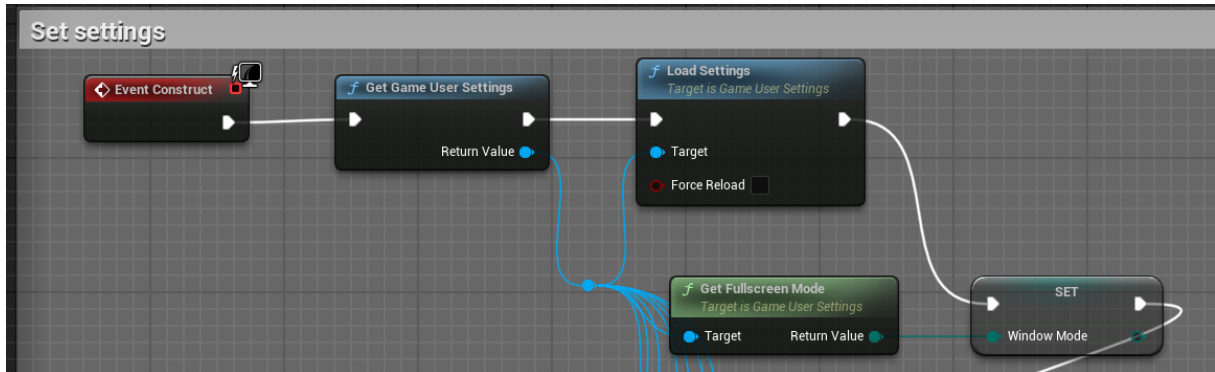 Set settings
Event Construct
f Get Game User Settings
Return Value
f Load Settings
Target is Game User Settings
Target
Force Reload
f Get Fullscreen Mode
Target is Game User Settings
Target Return Value
SET
Window Mode